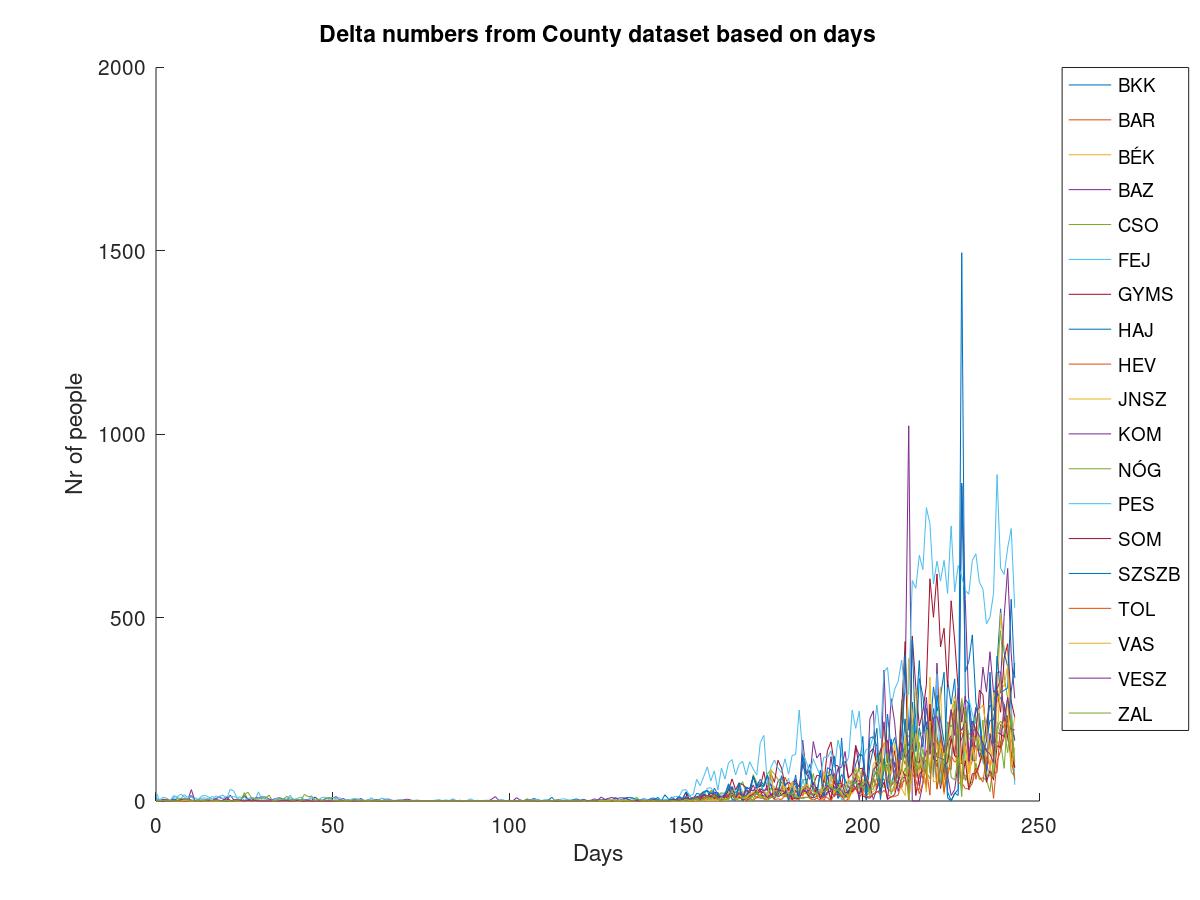 Delta numbers from County dataset based on days
2000
1500
1000
500
0
Nr of people
0 50 100 150 200 250
Days
BKK
BAR
BÉK
BAZ
CSO
FEJ
GYMS
HAJ
HEV
JNSZ
KOM
NÓG
PES
SOM
SZSZB
TOL
VAS
VESZ
ZAL